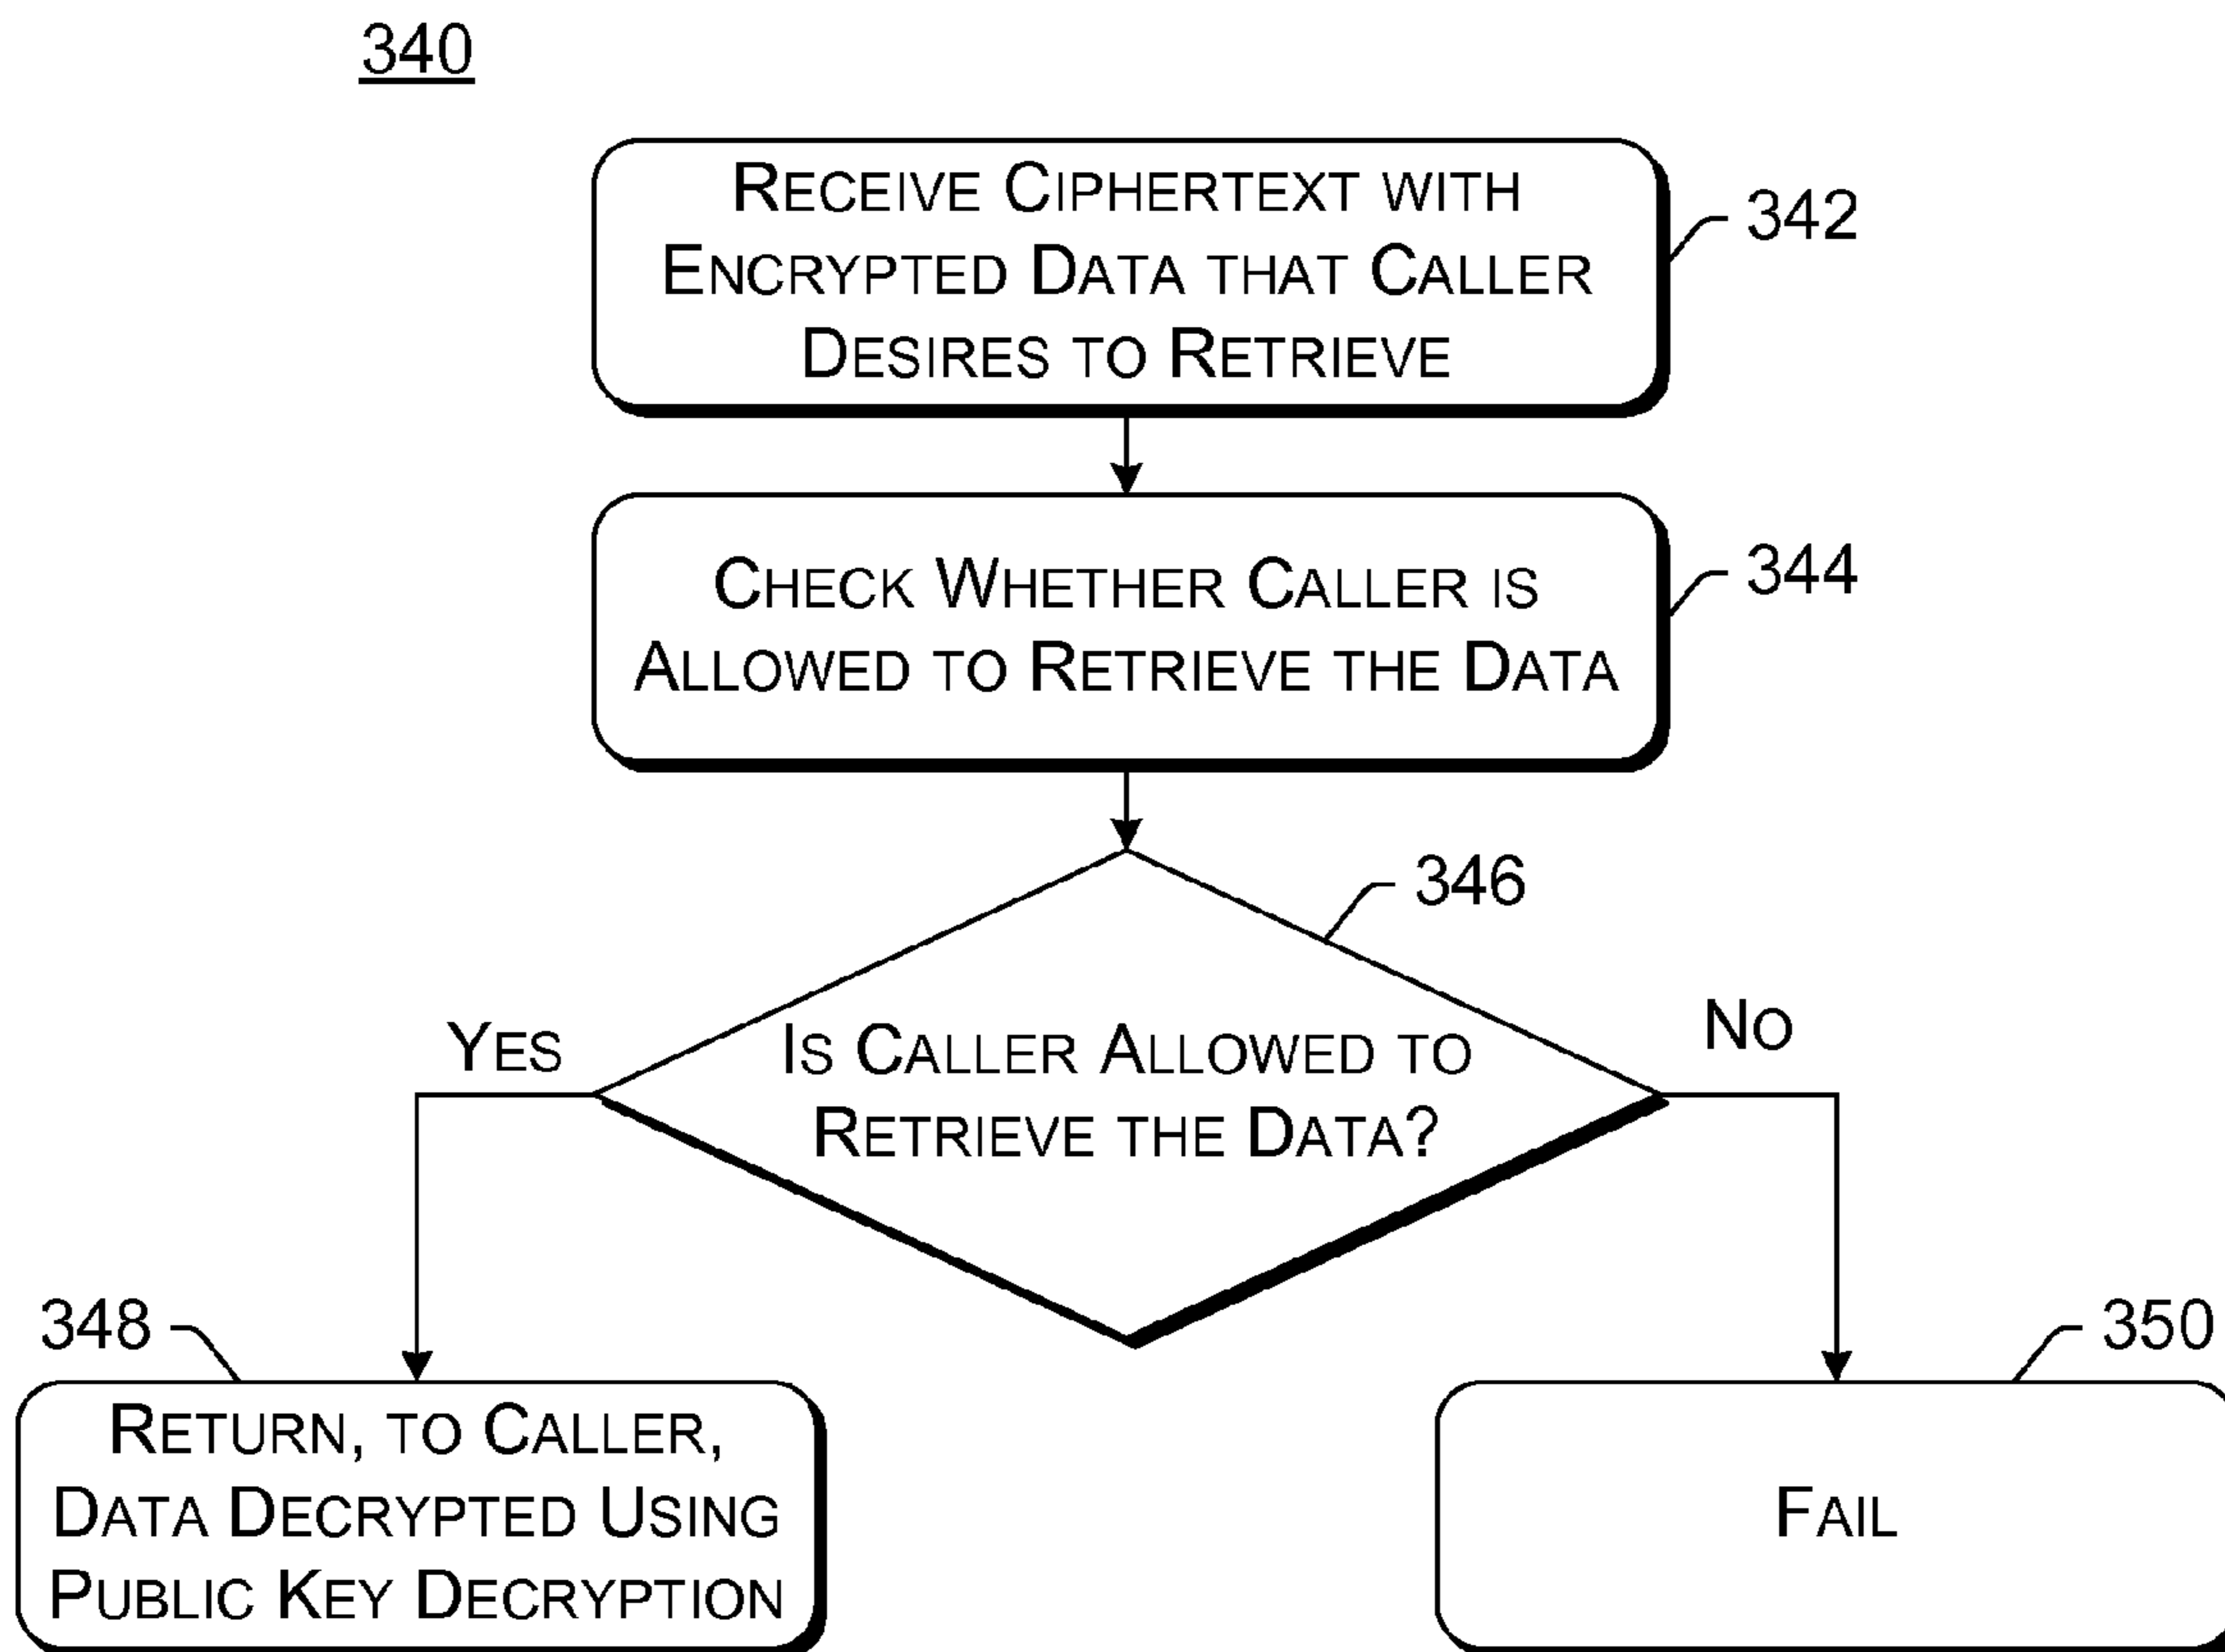 340
RECEIVE CIPHERTEXT WITH
ENCRYPTED DATA THAT CALLER
DESIRES TO RETRIEVE
342
CHECK WHETHER CALLER IS
ALLOWED TO RETRIEVE THE DATA
344
346
IS CALLER ALLOWED TO
RETRIEVE THE DATA?
YES
NO
348
RETURN, TO CALLER,
DATA DECRYPTED USING
PUBLIC KEY DECRYPTION
350
FAIL